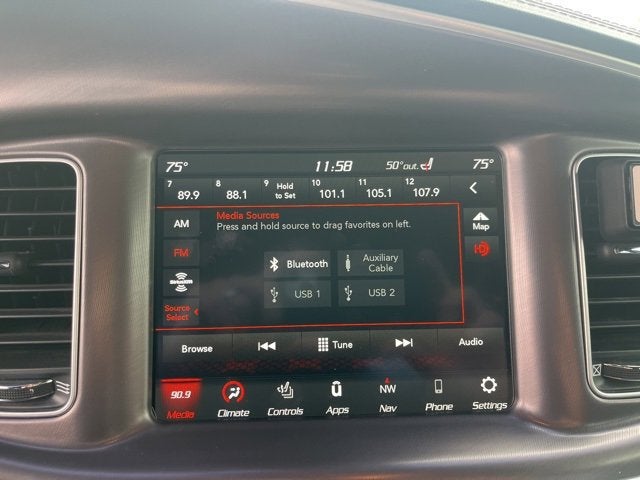 75° 11:58 50°out. 75°
7 89.9 8 88.1 9 Hold to Set 10 101.1 11 105.1 12 107.9
Media Sources
Press and hold source to drag favorites on left.
AM
Map
FM
HD
Bluetooth Auxiliary Cable
SiriusXM
USB 1 USB 2
Source Select
Browse Tune Audio
90.9 NW
Media Climate Controls Apps Nav Phone Settings